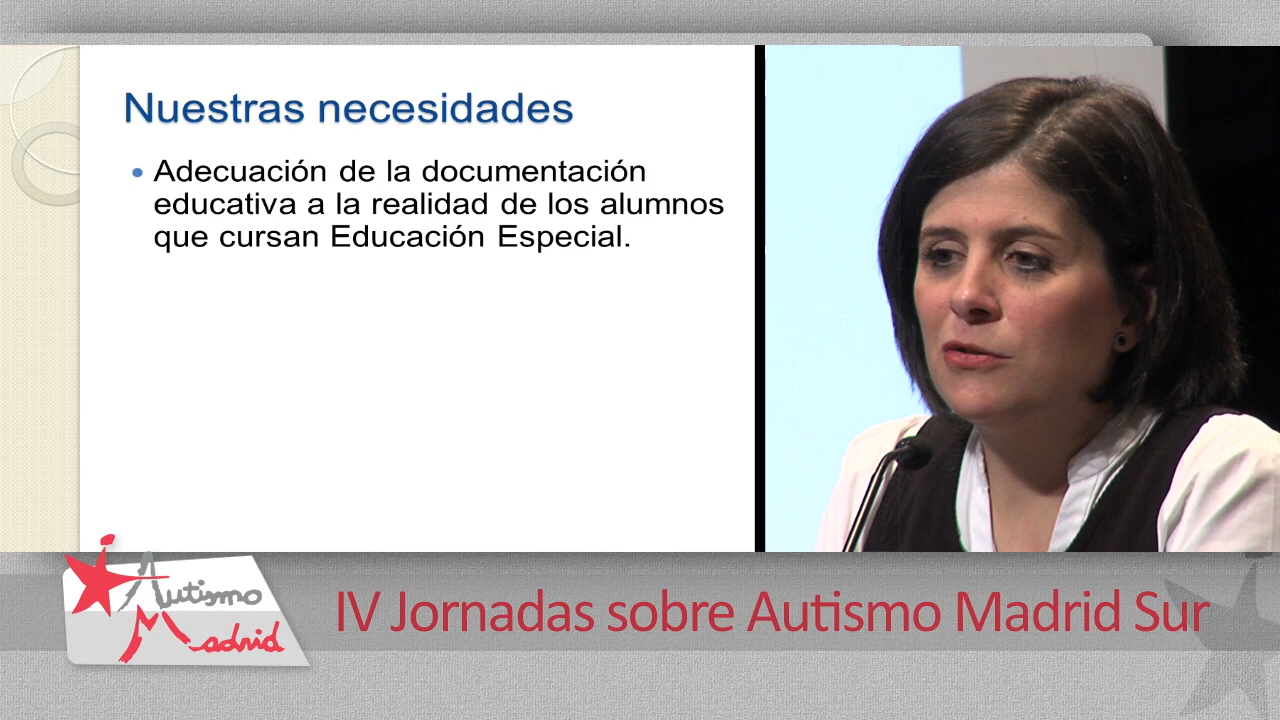 Nuestras necesidades
• Adecuación de la documentación
educativa a la realidad de los alumnos
que cursan Educación Especial.
Autismo
Madrid
IV Jornadas sobre Autismo Madrid Sur